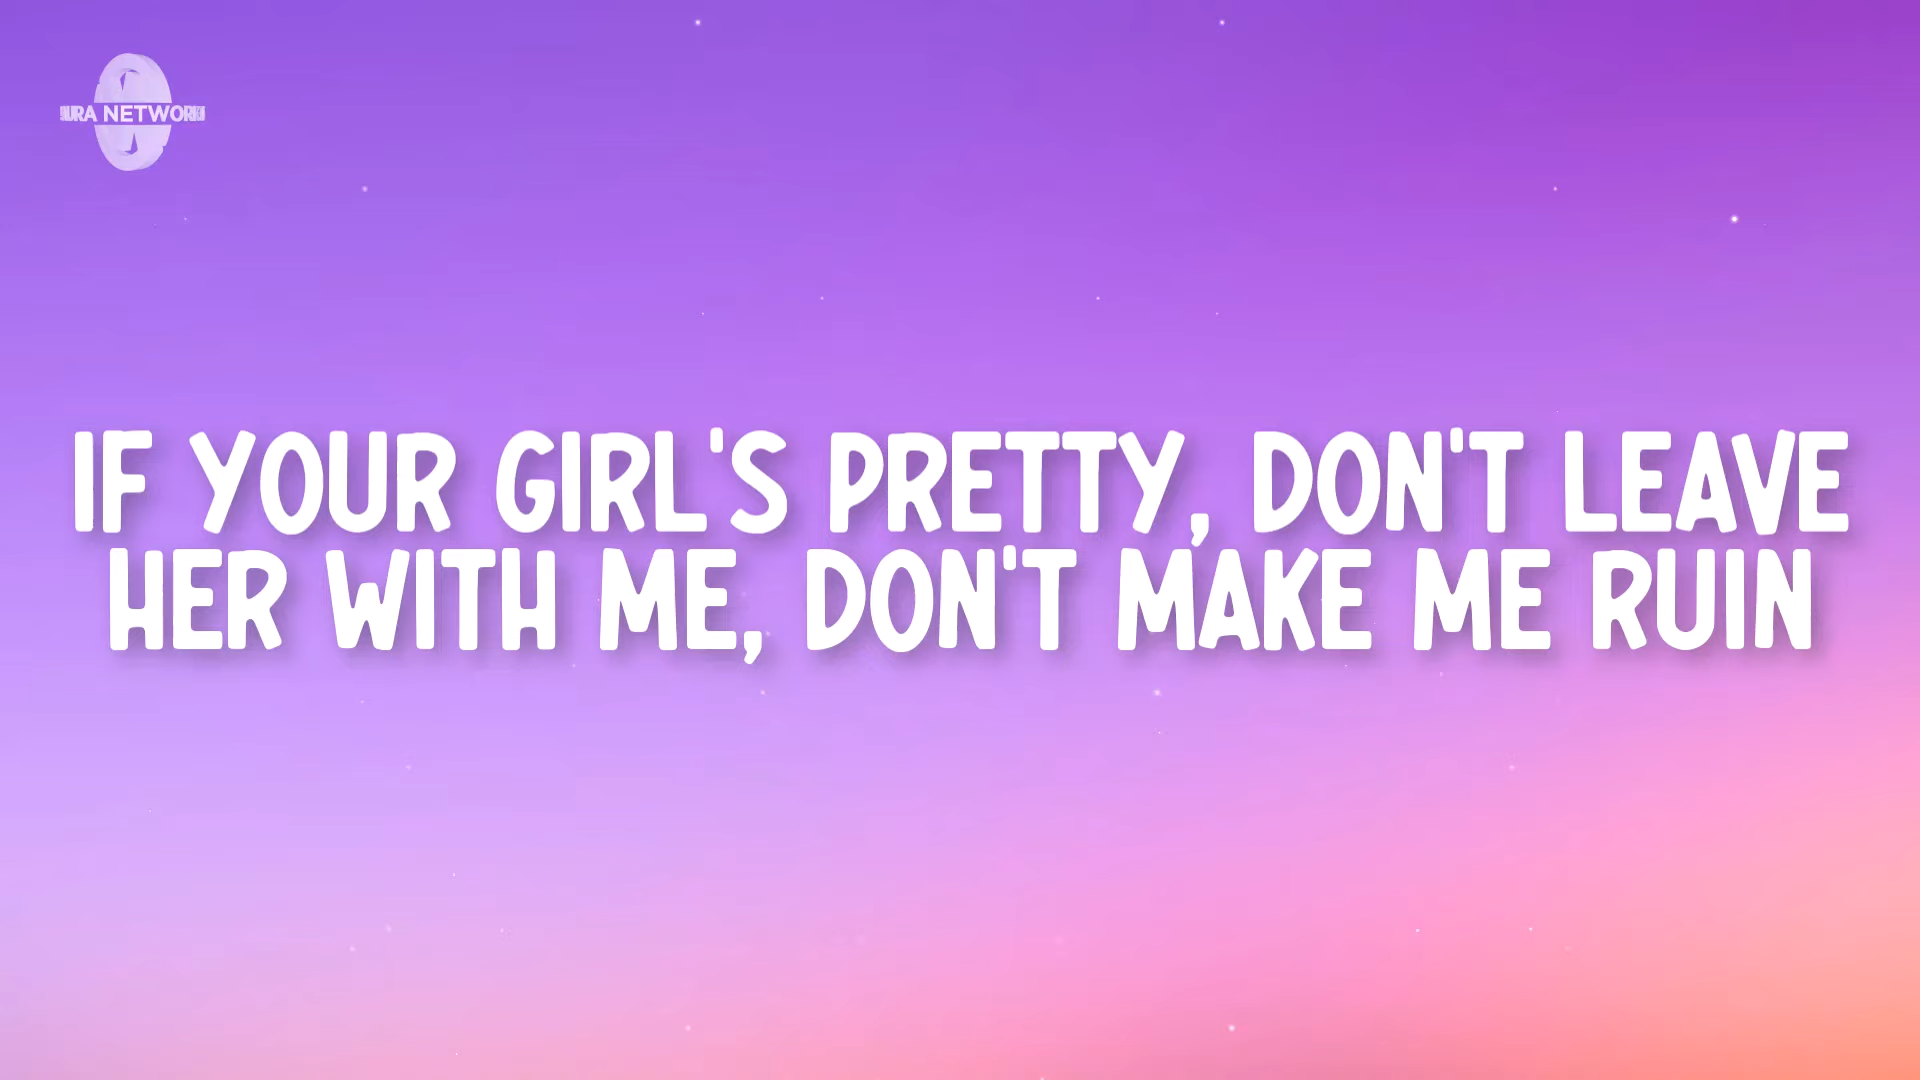 URA NETWORK
IF YOUR GIRL'S PRETTY, DON'T LEAVE
HER WITH ME, DON'T MAKE ME RUIN